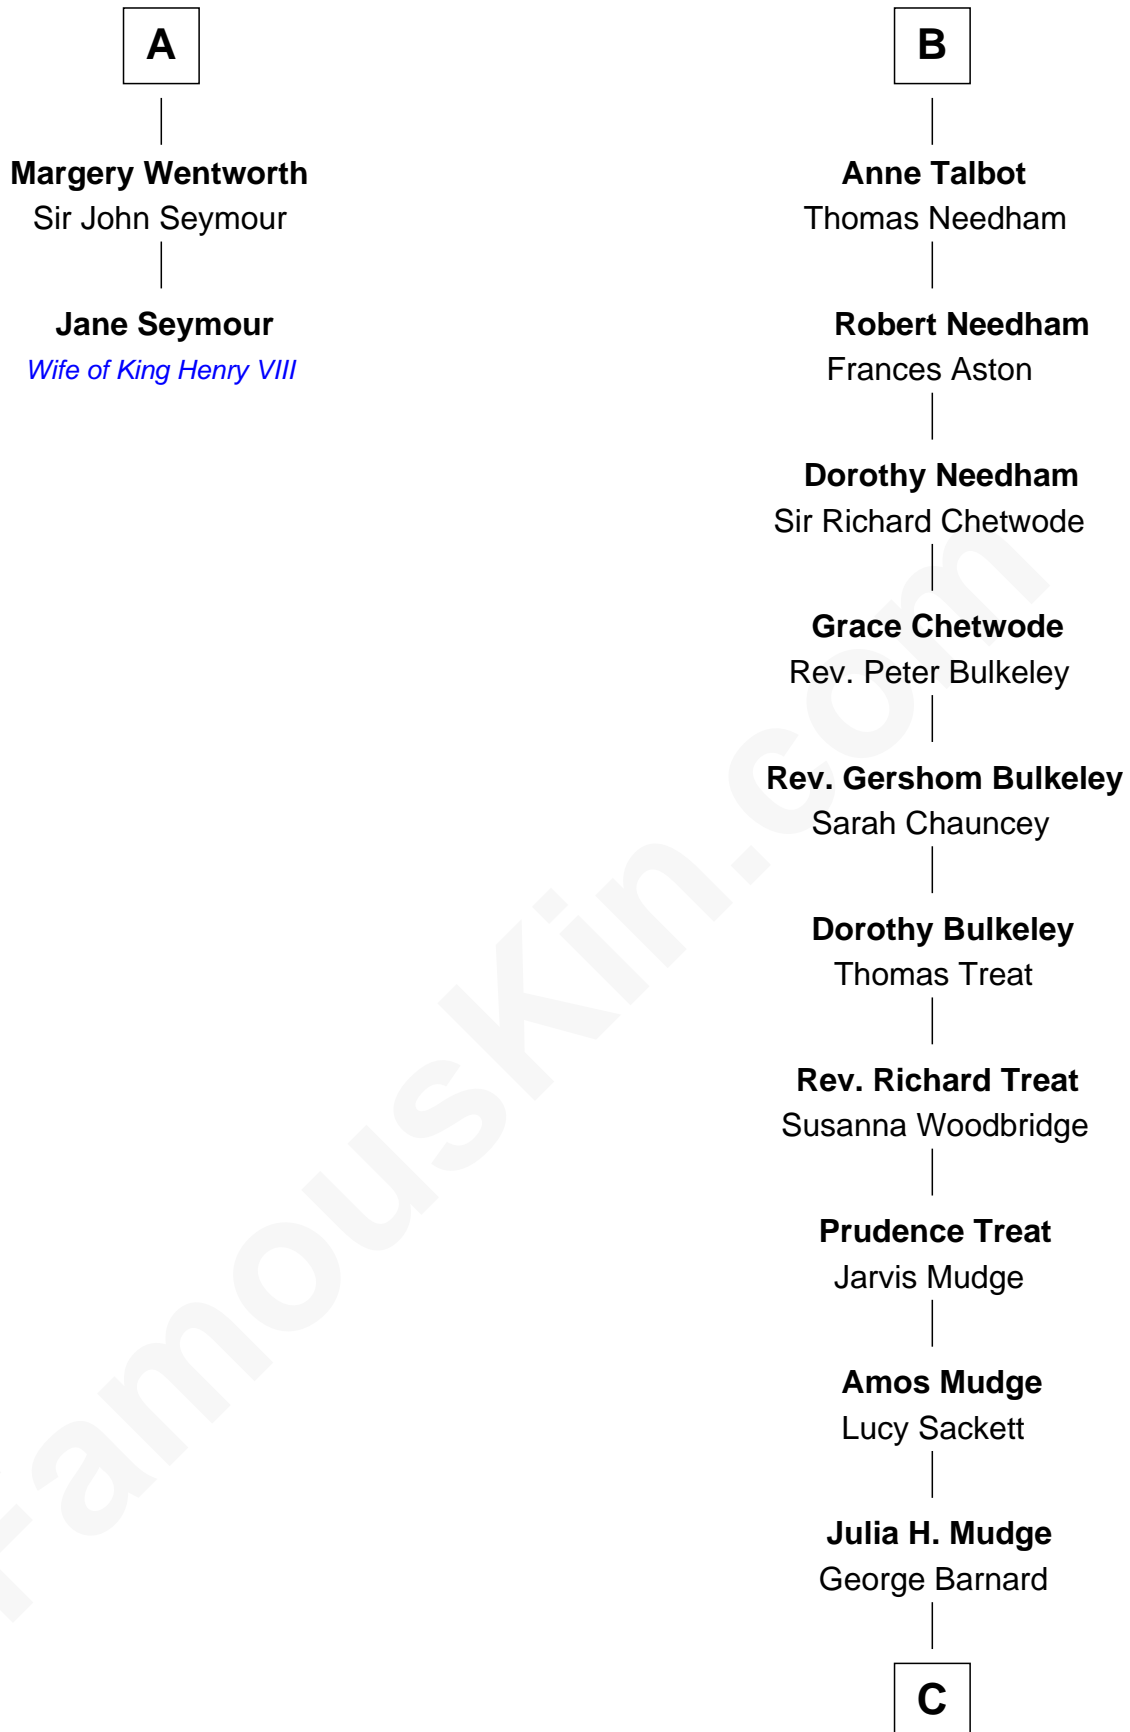 A
Margery Wentworth
Sir John Seymour
Jane Seymour
Wife of King Henry VIII
B
Anne Talbot
Thomas Needham
Robert Needham
Frances Aston
Dorothy Needham
Sir Richard Chetwode
Grace Chetwode
Rev. Peter Bulkeley
Rev. Gershom Bulkeley
Sarah Chauncey
Dorothy Bulkeley
Thomas Treat
Rev. Richard Treat
Susanna Woodbridge
Prudence Treat
Jarvis Mudge
Amos Mudge
Lucy Sackett
Julia H. Mudge
George Barnard
C
FamousKin.com